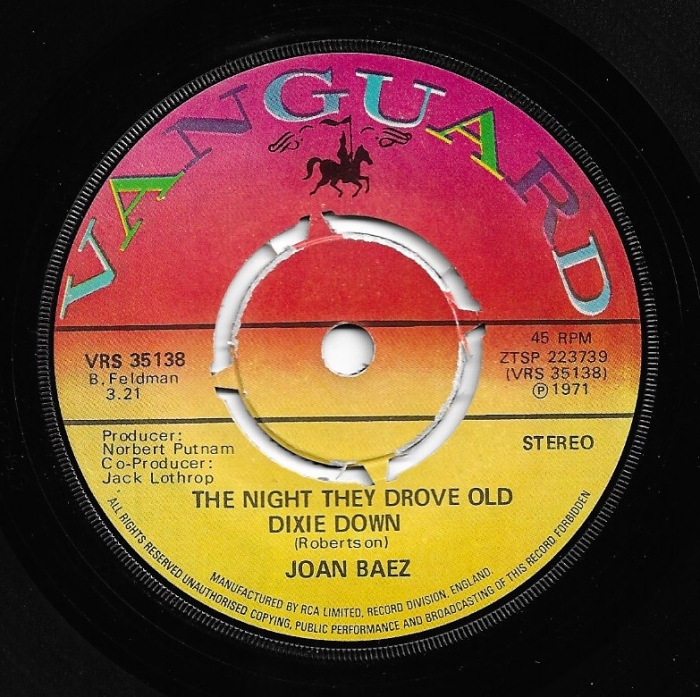 VANGUARD
VRS 35138
B. Feldman
3.21
45 RPM
ZTSP 223739
(VRS 35138)
Ⓟ 1971
Producer:
Norbert Putnam
Co-Producer:
Jack Lothrop
STEREO
THE NIGHT THEY DROVE OLD
DIXIE DOWN
(Robertson)
JOAN BAEZ
MANUFACTURED BY RCA LIMITED, RECORD DIVISION, ENGLAND.
ALL RIGHTS RESERVED UNAUTHORISED COPYING, PUBLIC PERFORMANCE AND BROADCASTING OF THIS RECORD FORBIDDEN